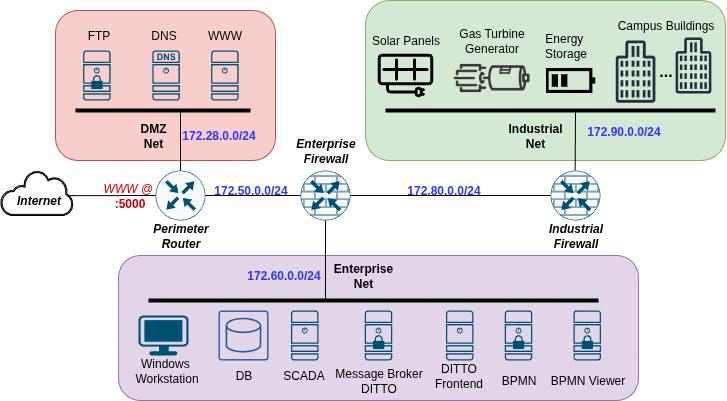 FTP
DNS
WWW
DNS
DMZ
Net
172.28.0.0/24
Solar Panels
Gas Turbine
Generator
Energy
Storage
Campus Buildings
...
Industrial
Net
172.90.0.0/24
Enterprise
Firewall
Internet
WWW @
:5000
172.50.0.0/24
172.80.0.0/24
Perimeter
Router
Industrial
Firewall
172.60.0.0/24
Enterprise
Net
Windows
Workstation
DB
SCADA
Message Broker
DITTO
DITTO
Frontend
BPMN
BPMN Viewer